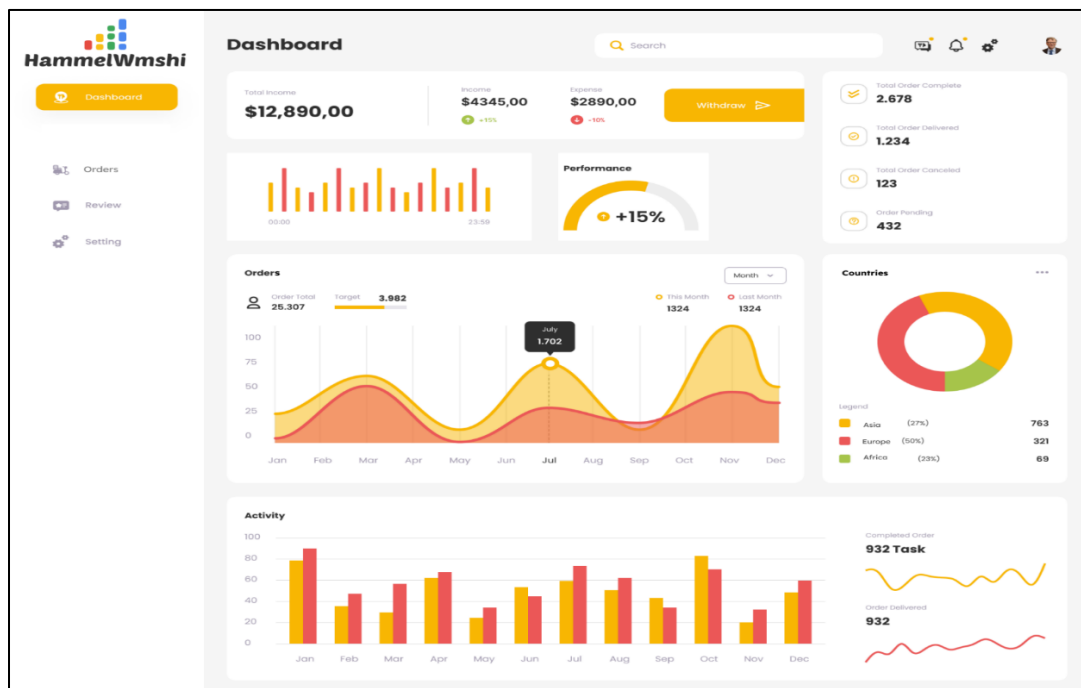 HammelWmshi
Dashboard
Orders
Review
Setting
Dashboard
Search
Total Income
$12,890,00
Income
$4345,00
+15%
Expense
$2890,00
-10%
Withdraw
Total Order Complete
2.678
Total Order Delivered
1.234
Total Order Canceled
123
Order Pending
432
00:00 23:59
Performance
+15%
Orders
Month
Order Total
25.307
Target 3.982
This Month
1324
Last Month
1324
July
1.702
100
75
50
25
0
Jan Feb Mar Apr May Jun Jul Aug Sep Oct Nov Dec
Countries
Legend
Asia (27%) 763
Europe (50%) 321
Africa (23%) 69
Activity
100
80
60
40
20
0
Jan Feb Mar Apr May Jun Jul Aug Sep Oct Nov Dec
Completed Order
932 Task
Order Delivered
932